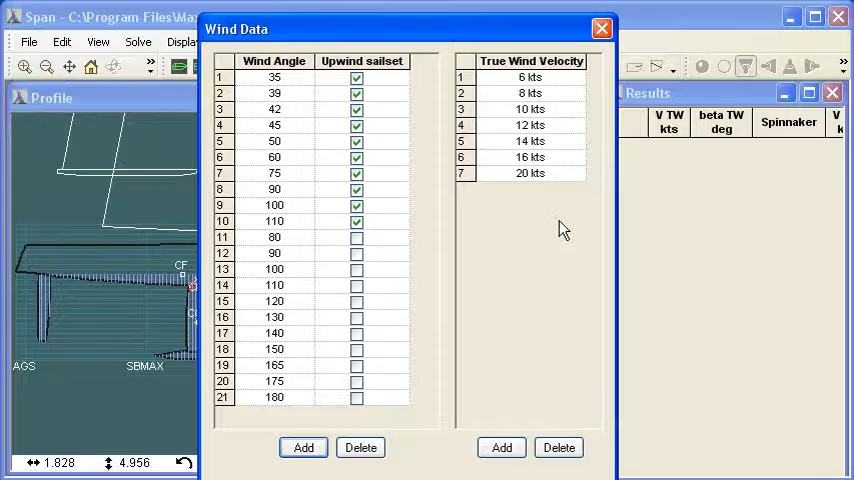 Span - C:\Program Files\Ma
Wind Data
File Edit View Solve Displa
Profile
Results
Wind Angle Upwind sailset
1 35
2 39
3 42
4 45
5 50
6 60
7 75
8 90
9 100
10 110
11 80
12 90
13 100
14 110
15 120
16 130
17 140
18 150
19 165
20 175
21 180
True Wind Velocity
1 6 kts
2 8 kts
3 10 kts
4 12 kts
5 14 kts
6 16 kts
7 20 kts
V TW kts
beta TW deg
Spinnaker
V k
CF
AGS SBMAX
Add Delete
Add Delete
1.828 4.956